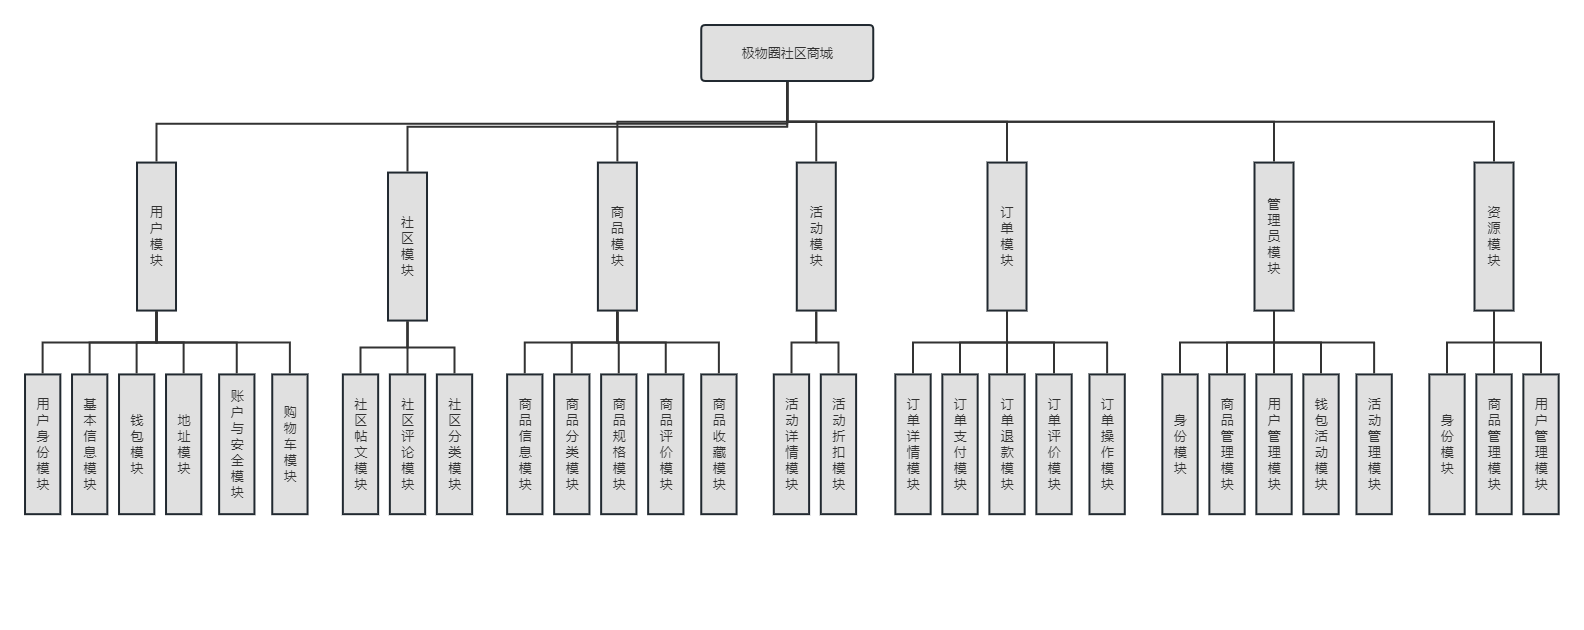 极物圈社区商城
用户模块
社区模块
商品模块
活动模块
订单模块
管理员模块
资源模块
用户身份模块
基本信息模块
钱包模块
地址模块
账户与安全模块
购物车模块
社区帖文模块
社区评论模块
社区分类模块
商品信息模块
商品分类模块
商品规格模块
商品评价模块
商品收藏模块
活动详情模块
活动折扣模块
订单详情模块
订单支付模块
订单退款模块
订单评价模块
订单操作模块
身份模块
商品管理模块
用户管理模块
钱包活动模块
活动管理模块
身份模块
商品管理模块
用户管理模块